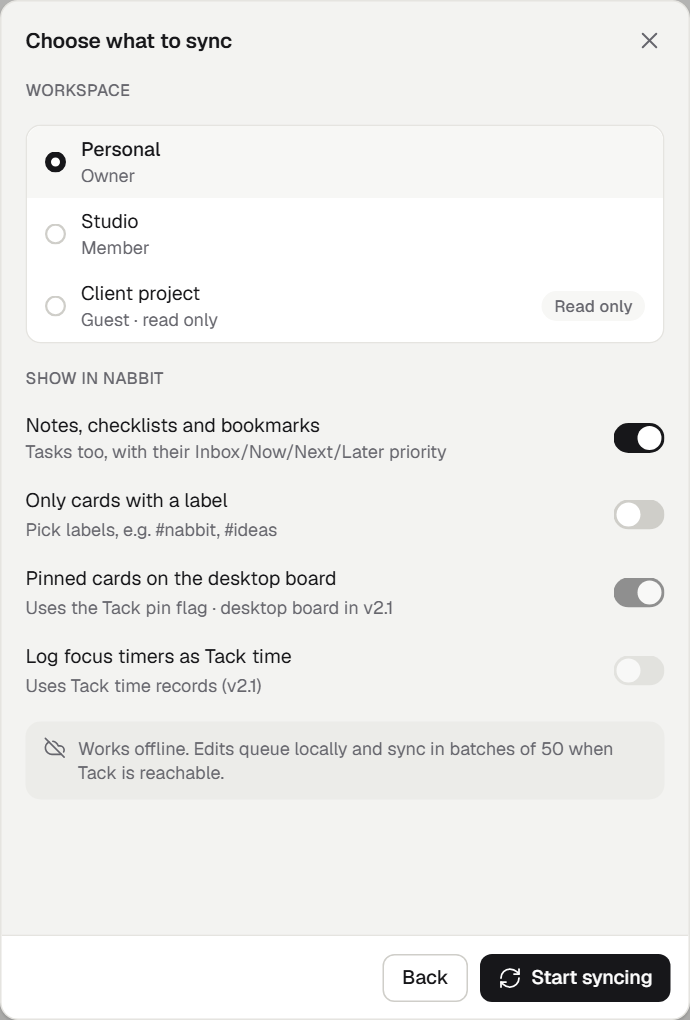 Choose what to sync
WORKSPACE
Personal
Owner
Studio
Member
Client project
Guest · read only
Read only
SHOW IN NABBIT
Notes, checklists and bookmarks
Tasks too, with their Inbox/Now/Next/Later priority
Only cards with a label
Pick labels, e.g. #nabbit, #ideas
Pinned cards on the desktop board
Uses the Tack pin flag · desktop board in v2.1
Log focus timers as Tack time
Uses Tack time records (v2.1)
Works offline. Edits queue locally and sync in batches of 50 when
Tack is reachable.
Back
Start syncing